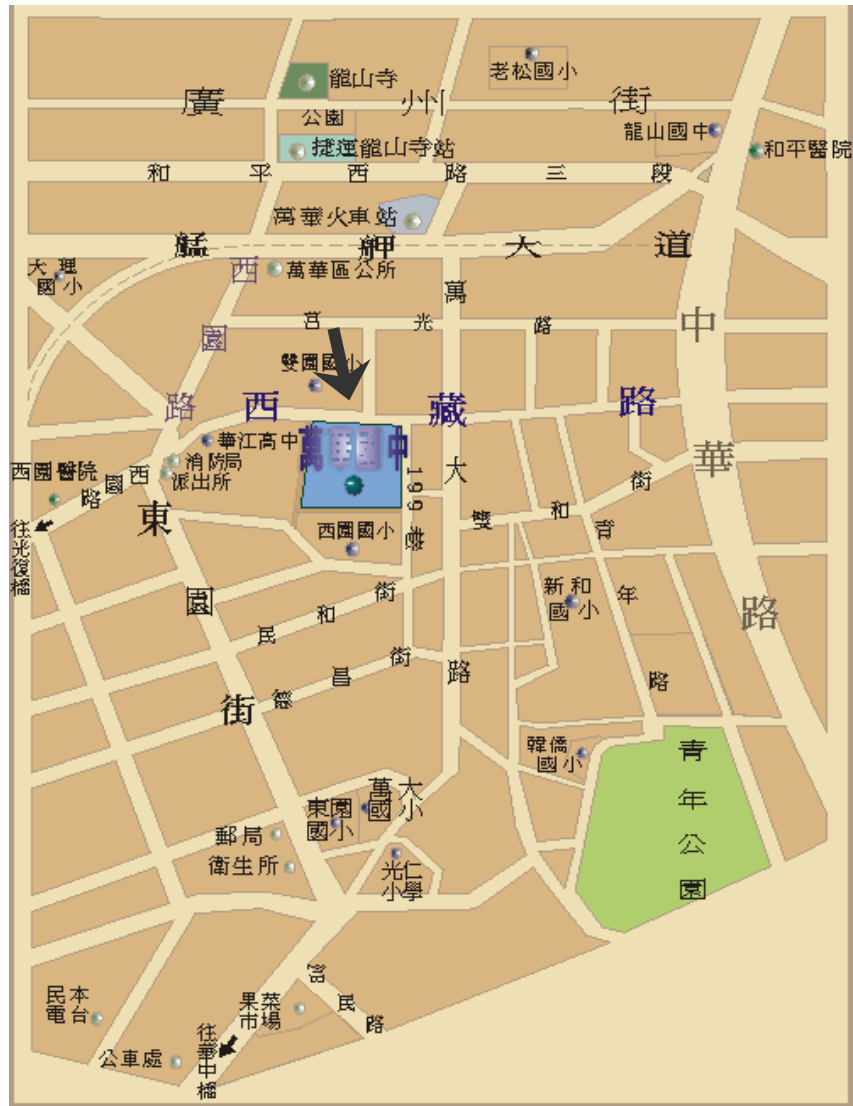 龍山寺
老松國小
廣州街
公園
龍山國中
捷運龍山寺站
和平醫院
和平西路三段
萬華火車站
艋舺大道
大理
國小
西園路
萬華區公所
莒光路
中華路
雙園國小
西藏路
萬華國中
華江高中
消防局
派出所
西園醫院
西園路
199巷
萬大路
往光復橋
東園街
西園國小
雙和街
青年路
新和
國小
民和街
德昌街
韓僑
國小
青年公園
東園
國小
萬大
國小
郵局
衛生所
光仁
小學
民本
電台
果菜
市場
富民路
公車處
往華中橋